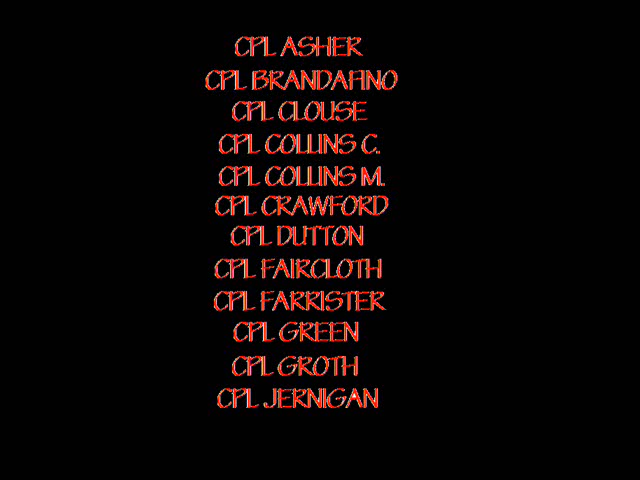 CPL ASHER
CPL BRANDAFINO
CPL CLOUSE
CPL COLLINS C.
CPL COLLINS M.
CPL CRAWFORD
CPL DUTTON
CPL FAIRCLOTH
CPL FARRISTER
CPL GREEN
CPL GROTH
CPL JERNIGAN